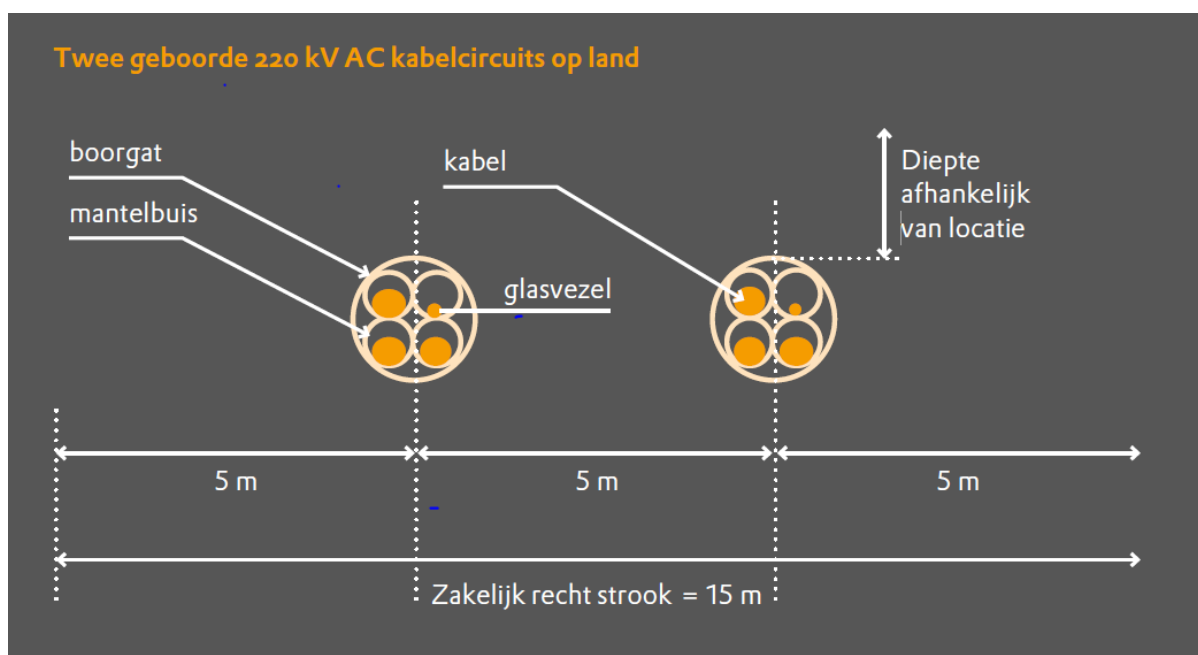 Twee geboorde 220 kV AC kabelcircuits op land
boorgat
mantelbuis
kabel
glasvezel
Diepte
afhankelijk
van locatie
5 m
5 m
5 m
Zakelijk recht strook = 15 m